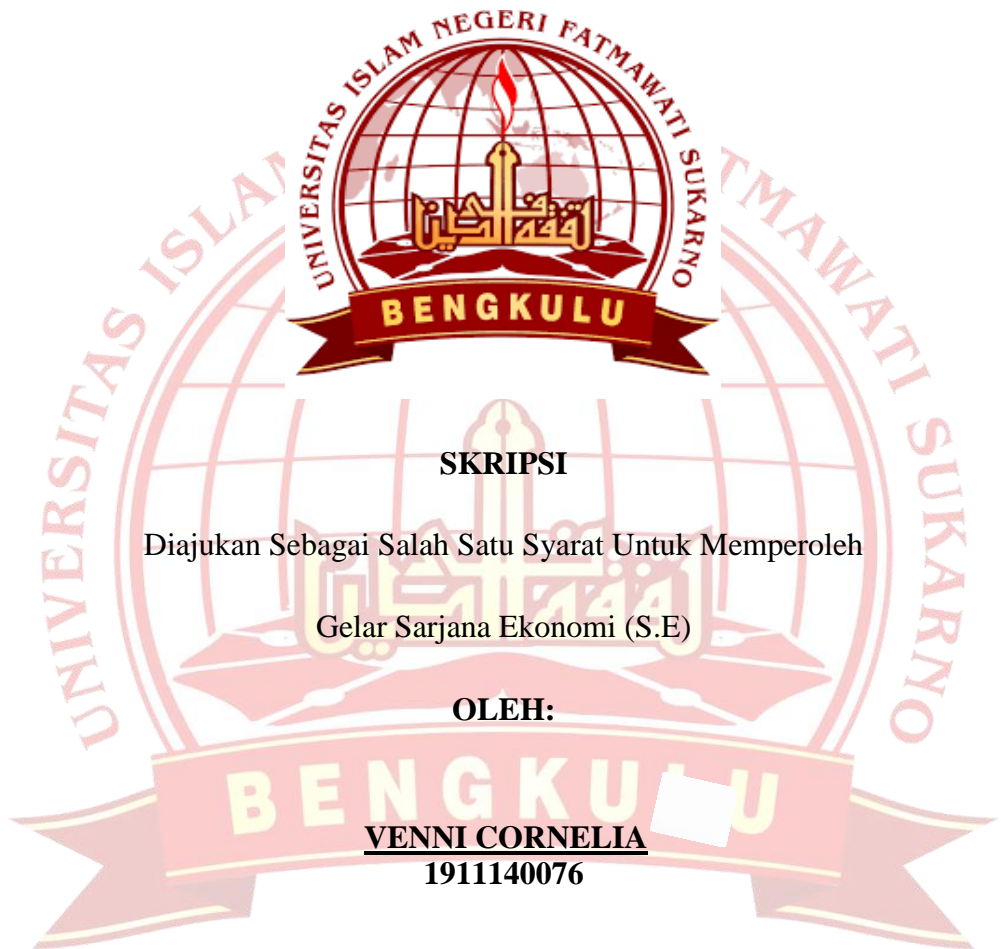 UNIVERSITAS ISLAM NEGERI FATMAWATI SUKARNO
BENGKULU
SKRIPSI
Diajukan Sebagai Salah Satu Syarat Untuk Memperoleh
Gelar Sarjana Ekonomi (S.E)
OLEH:
VENNI CORNELIA
1911140076